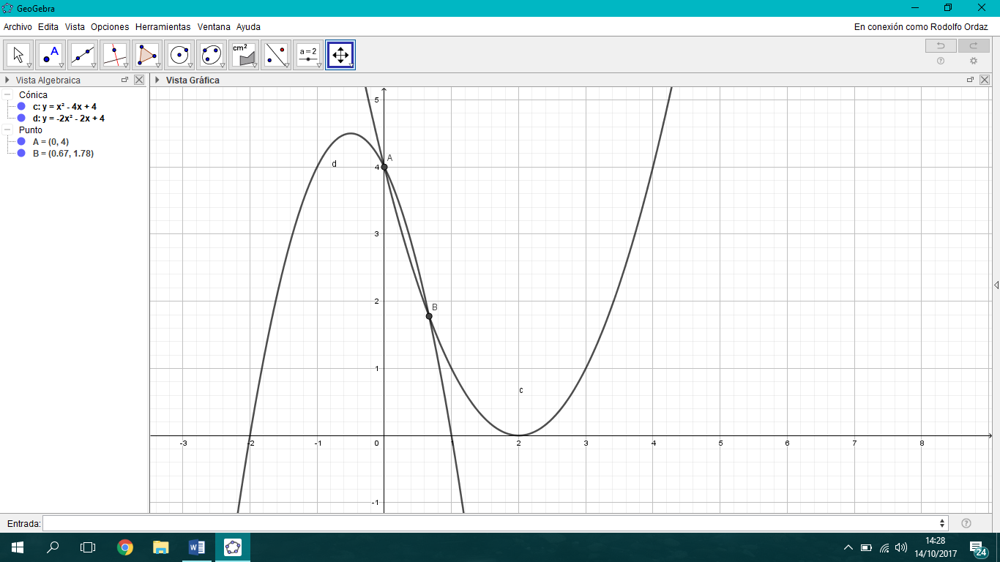 GeoGebra
Archivo Edita Vista Opciones Herramientas Ventana Ayuda
En conexión como Rodolfo Ordaz
A
cm²
a = 2
Vista Algebraica
Vista Gráfica
Cónica
c: y = x² - 4x + 4
d: y = -2x² - 2x + 4
Punto
A = (0, 4)
B = (0.67, 1.78)
5
4
3
2
1
-1
-3 -2 -1 0 1 2 3 4 5 6 7 8
A
d
B
c
Entrada:
14:28
14/10/2017
24